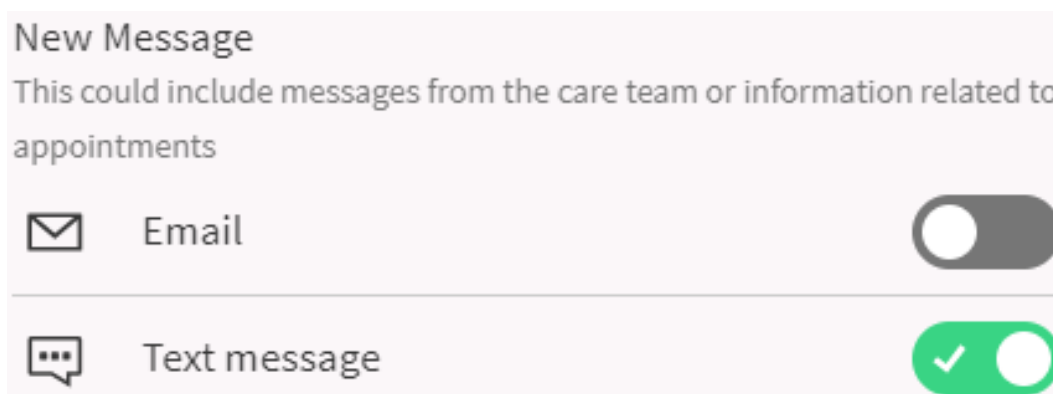 New Message
This could include messages from the care team or information related to
appointments
Email
Text message